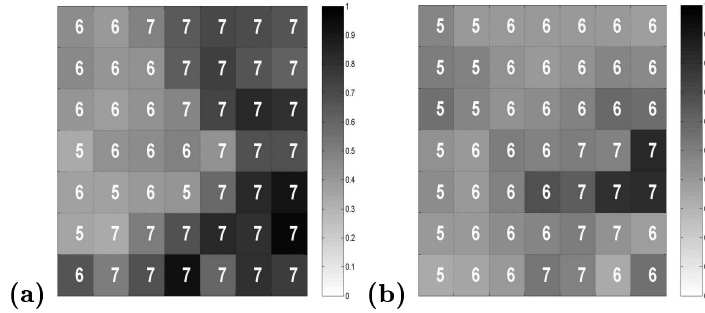 6 6 7 7 7 7 7
6 6 6 7 7 7 7
6 6 6 7 7 7 7
5 6 6 6 7 7 7
6 5 6 5 7 7 7
5 7 7 7 7 7 7
6 7 7 7 7 7 7
1
0.9
0.8
0.7
0.6
0.5
0.4
0.3
0.2
0.1
0
(a)
5 5 6 6 6 6 6
5 5 6 6 6 6 6
5 5 6 6 6 6 6
5 6 6 6 7 7 7
5 6 6 6 7 7 7
5 6 6 6 7 7 6
5 6 6 7 7 6 6
(b)